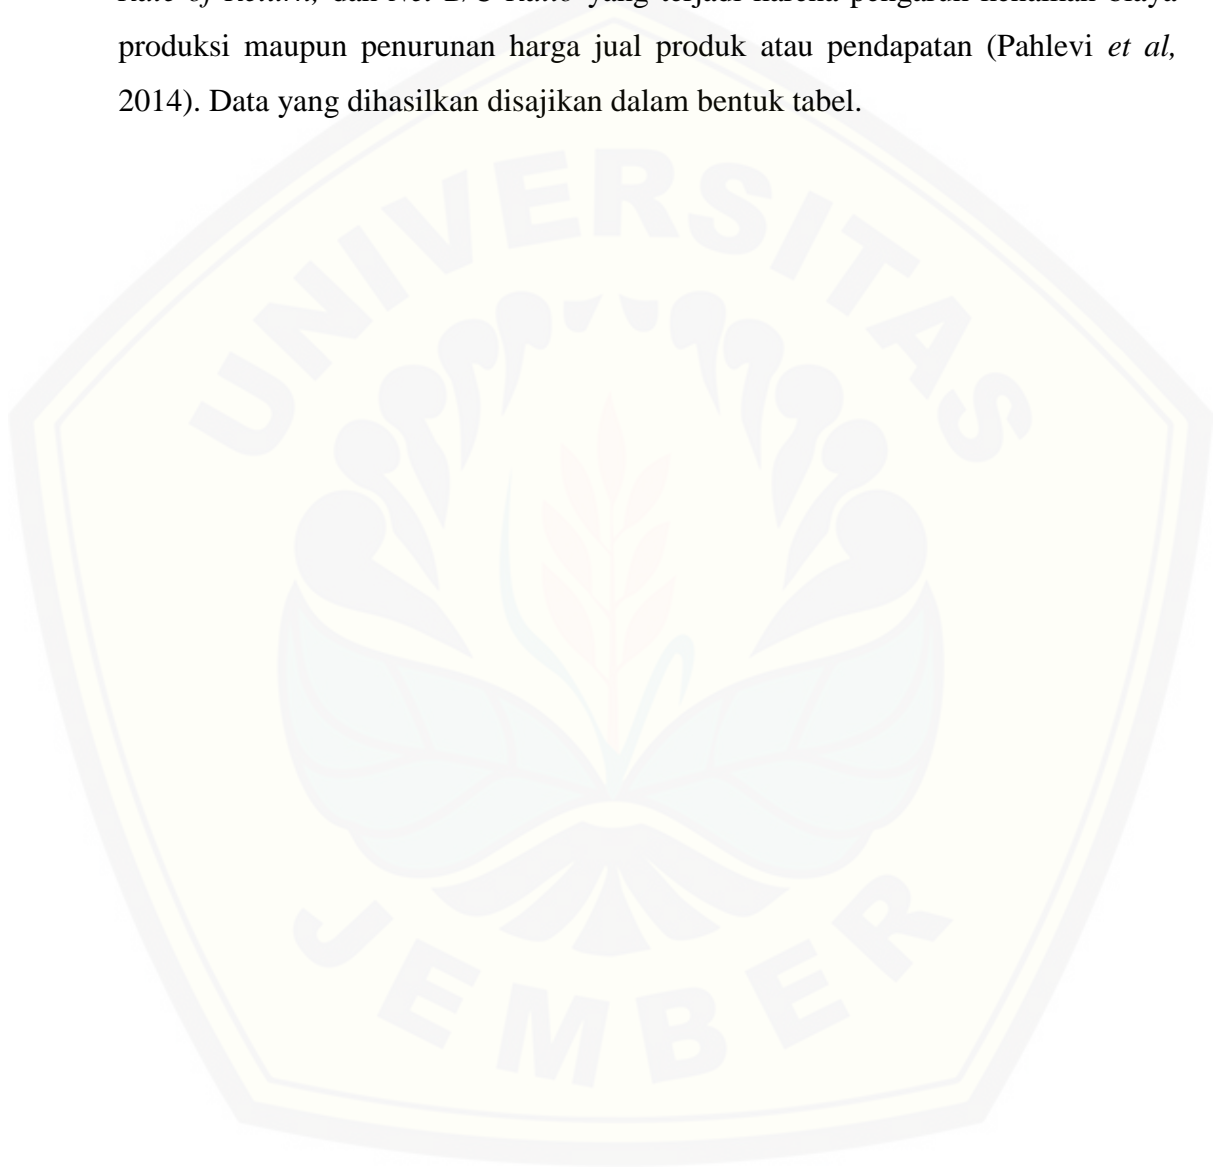 Rate of Return, dan Net B/C Ratio yang terjadi karena pengaruh kenaikan biaya
produksi maupun penurunan harga jual produk atau pendapatan (Pahlevi et al,
2014). Data yang dihasilkan disajikan dalam bentuk tabel.
UNIVERSITAS
JEMBER